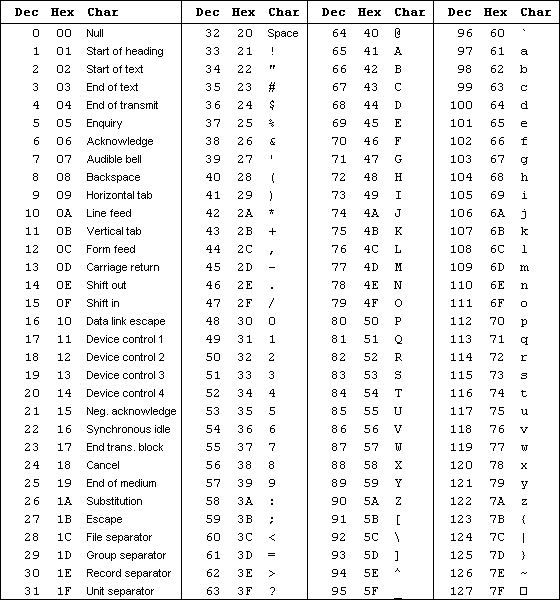 Dec Hex Char Dec Hex Char Dec Hex Char Dec Hex Char
0 00 Null 32 20 Space 64 40 @ 96 60 `
1 01 Start of heading 33 21 ! 65 41 A 97 61 a
2 02 Start of text 34 22 " 66 42 B 98 62 b
3 03 End of text 35 23 # 67 43 C 99 63 c
4 04 End of transmit 36 24 $ 68 44 D 100 64 d
5 05 Enquiry 37 25 % 69 45 E 101 65 e
6 06 Acknowledge 38 26 & 70 46 F 102 66 f
7 07 Audible bell 39 27 ' 71 47 G 103 67 g
8 08 Backspace 40 28 ( 72 48 H 104 68 h
9 09 Horizontal tab 41 29 ) 73 49 I 105 69 i
10 0A Line feed 42 2A * 74 4A J 106 6A j
11 0B Vertical tab 43 2B + 75 4B K 107 6B k
12 0C Form feed 44 2C , 76 4C L 108 6C l
13 0D Carriage return 45 2D - 77 4D M 109 6D m
14 0E Shift out 46 2E . 78 4E N 110 6E n
15 0F Shift in 47 2F / 79 4F O 111 6F o
16 10 Data link escape 48 30 0 80 50 P 112 70 p
17 11 Device control 1 49 31 1 81 51 Q 113 71 q
18 12 Device control 2 50 32 2 82 52 R 114 72 r
19 13 Device control 3 51 33 3 83 53 S 115 73 s
20 14 Device control 4 52 34 4 84 54 T 116 74 t
21 15 Neg. acknowledge 53 35 5 85 55 U 117 75 u
22 16 Synchronous idle 54 36 6 86 56 V 118 76 v
23 17 End trans. block 55 37 7 87 57 W 119 77 w
24 18 Cancel 56 38 8 88 58 X 120 78 x
25 19 End of medium 57 39 9 89 59 Y 121 79 y
26 1A Substitution 58 3A : 90 5A Z 122 7A z
27 1B Escape 59 3B ; 91 5B [ 123 7B {
28 1C File separator 60 3C < 92 5C \ 124 7C |
29 1D Group separator 61 3D = 93 5D ] 125 7D }
30 1E Record separator 62 3E > 94 5E ^ 126 7E ~
31 1F Unit separator 63 3F ? 95 5F _ 127 7F □